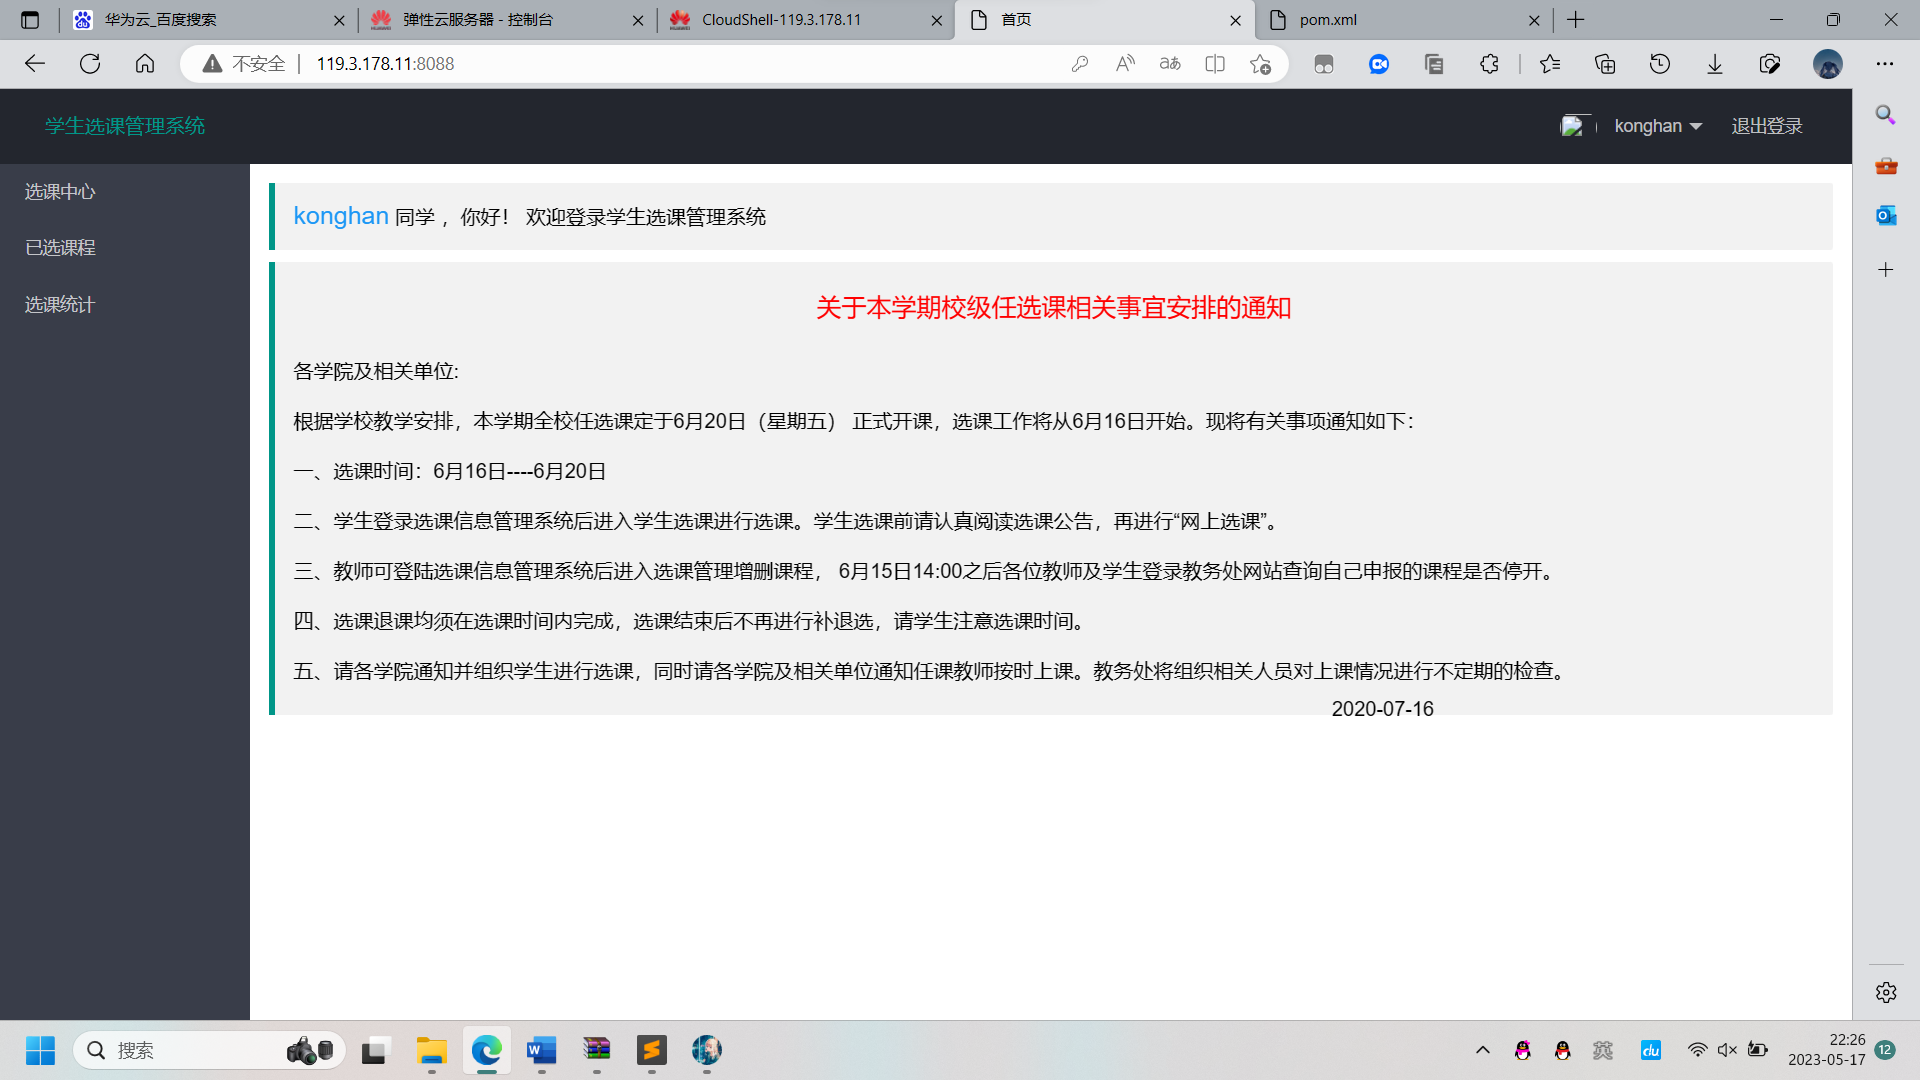 华为云_百度搜索
弹性云服务器 - 控制台
CloudShell-119.3.178.11
首页
pom.xml
不安全
119.3.178.11:8088
学生选课管理系统
konghan
退出登录
选课中心
已选课程
选课统计
konghan 同学 ，你好！ 欢迎登录学生选课管理系统
关于本学期校级任选课相关事宜安排的通知
各学院及相关单位:
根据学校教学安排，本学期全校任选课定于6月20日（星期五） 正式开课，选课工作将从6月16日开始。现将有关事项通知如下：
一、选课时间：6月16日----6月20日
二、学生登录选课信息管理系统后进入学生选课进行选课。学生选课前请认真阅读选课公告，再进行“网上选课”。
三、教师可登陆选课信息管理系统后进入选课管理增删课程， 6月15日14:00之后各位教师及学生登录教务处网站查询自己申报的课程是否停开。
四、选课退课均须在选课时间内完成，选课结束后不再进行补退选，请学生注意选课时间。
五、请各学院通知并组织学生进行选课，同时请各学院及相关单位通知任课教师按时上课。教务处将组织相关人员对上课情况进行不定期的检查。
2020-07-16
搜索
英
du
22:26
2023-05-17
12